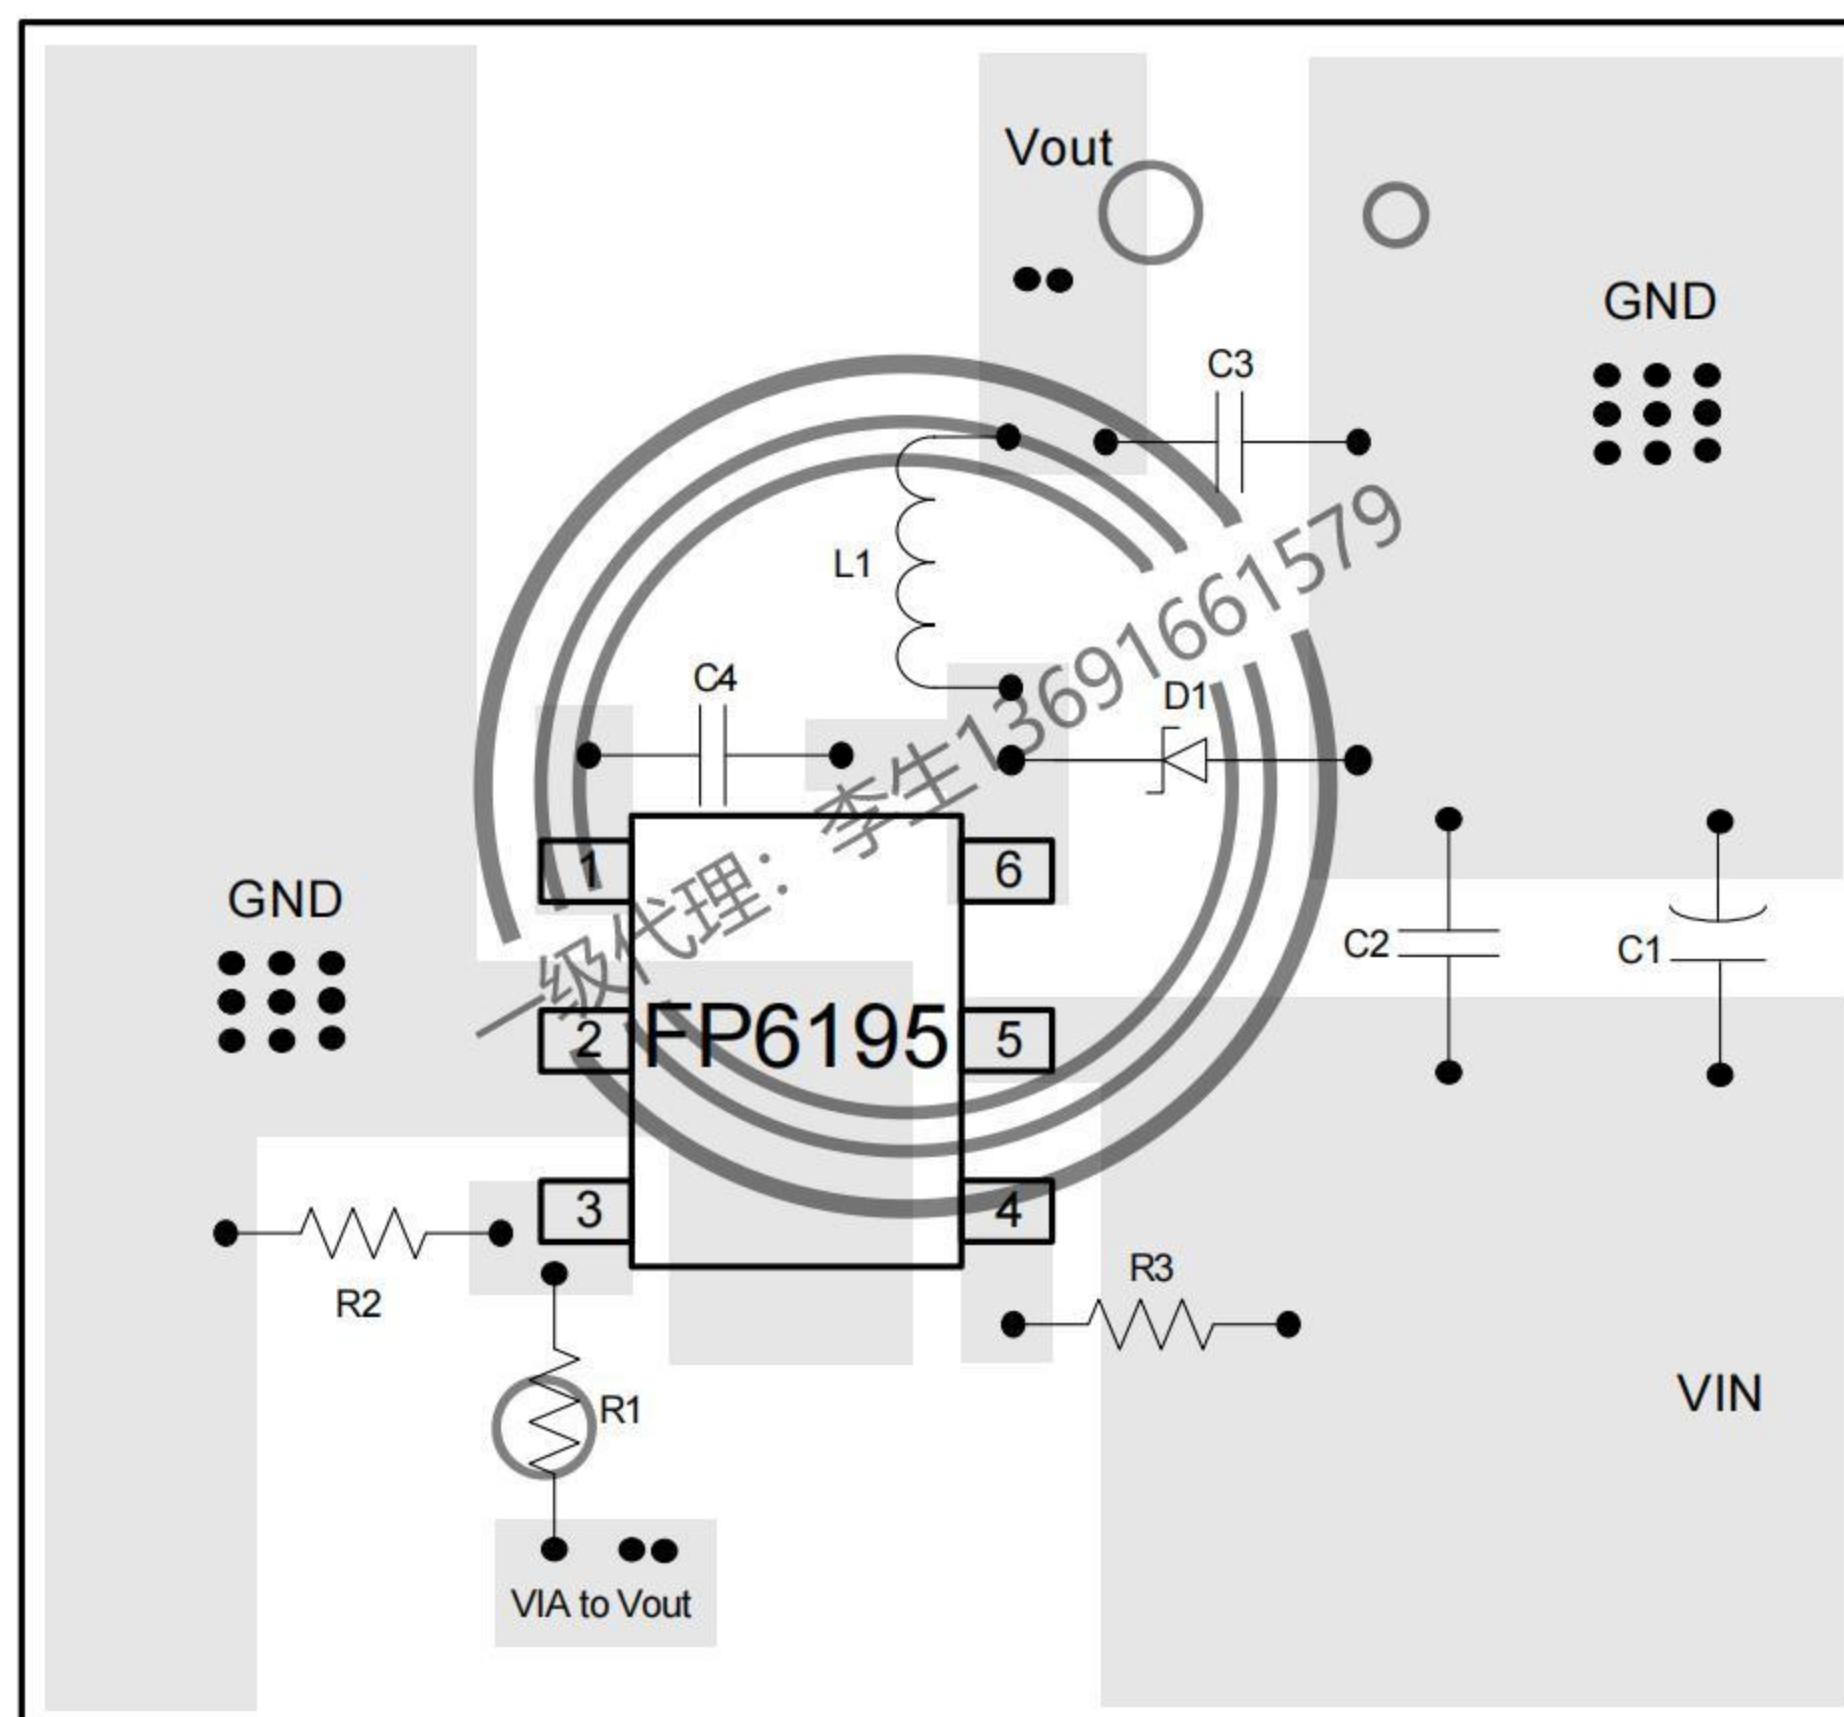 Vout
GND
C3
L1
一级代理：李生13691661579
C4
D1
1
6
GND
C2
C1
2
FP6195
5
3
4
R2
R3
R1
VIN
VIA to Vout